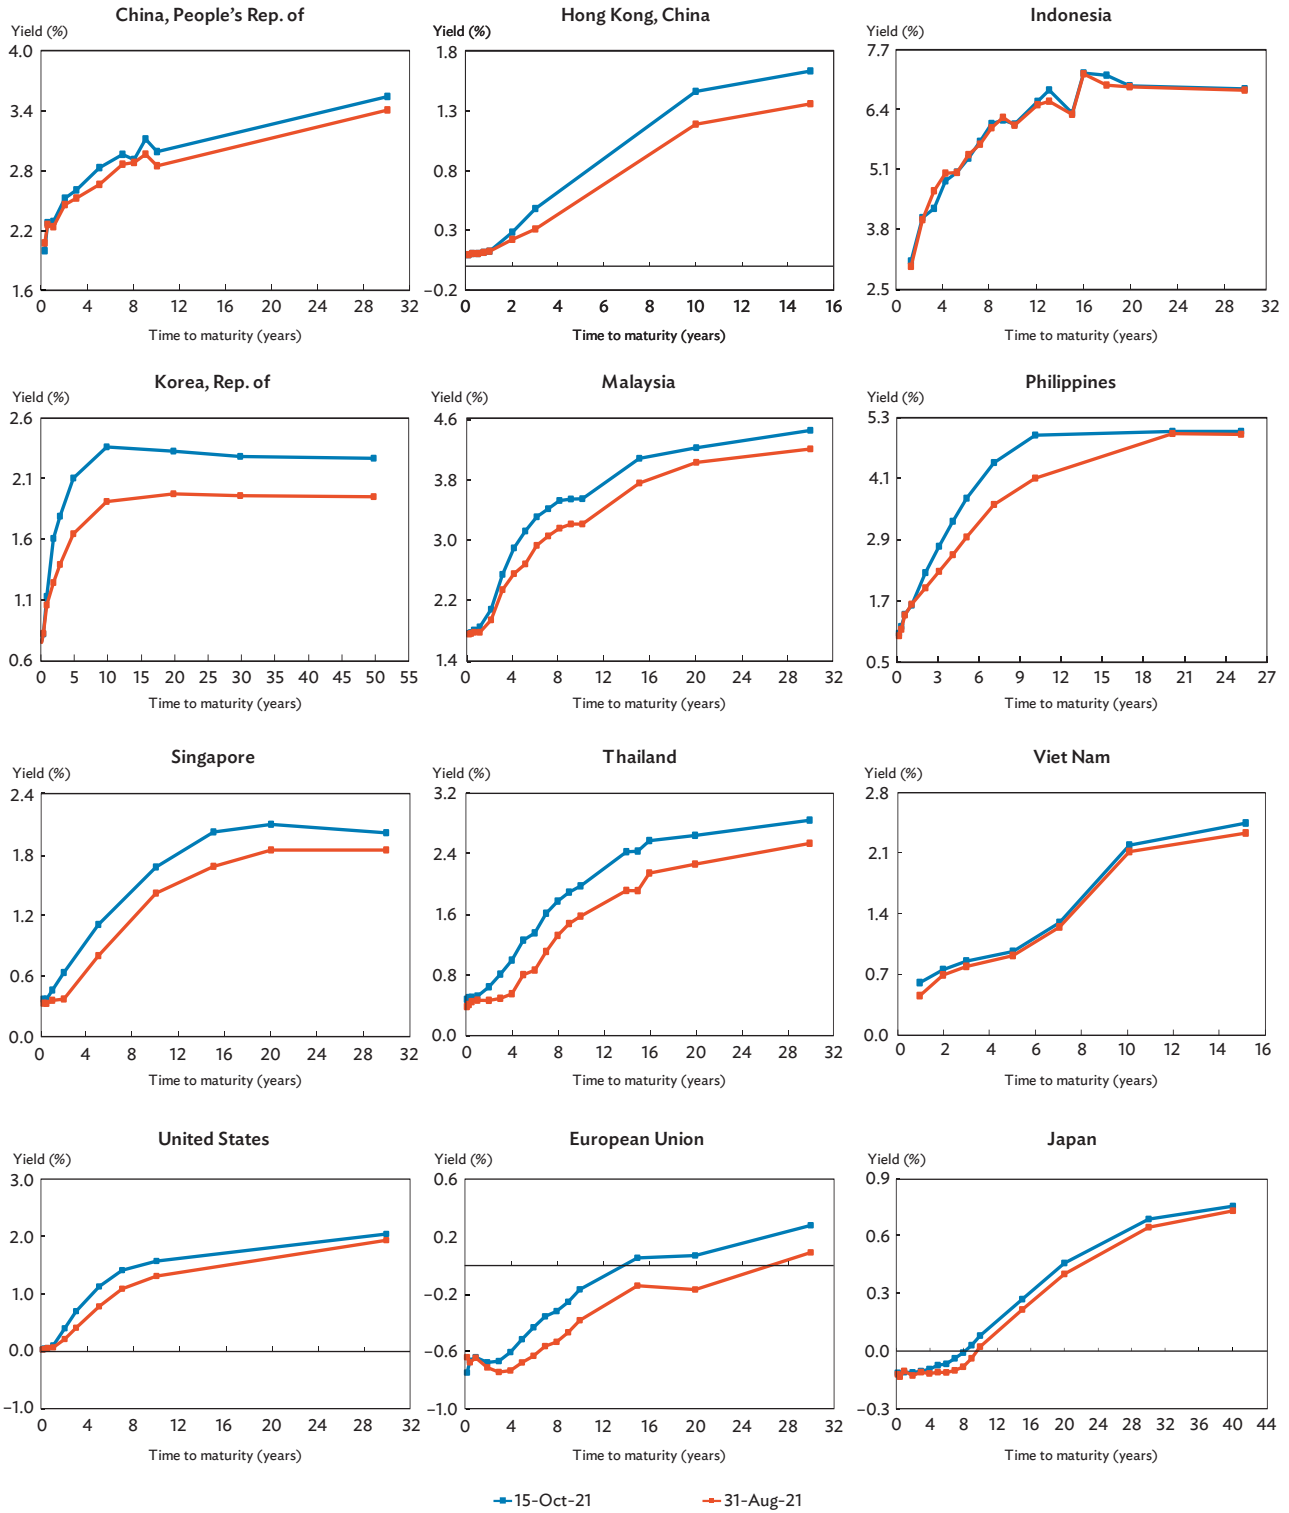 China, People's Rep. of
Yield (%)
4.0
3.4
2.8
2.2
1.6
0 4 8 12 16 20 24 28 32
Time to maturity (years)
Hong Kong, China
Yield (%)
1.8
1.3
0.8
0.3
–0.2
0 2 4 6 8 10 12 14 16
Time to maturity (years)
Indonesia
Yield (%)
7.7
6.4
5.1
3.8
2.5
0 4 8 12 16 20 24 28 32
Time to maturity (years)
Korea, Rep. of
Yield (%)
2.6
2.1
1.6
1.1
0.6
0 5 10 15 20 25 30 35 40 45 50 55
Time to maturity (years)
Malaysia
Yield (%)
4.6
3.8
3.0
2.2
1.4
0 4 8 12 16 20 24 28 32
Time to maturity (years)
Philippines
Yield (%)
5.3
4.1
2.9
1.7
0.5
0 3 6 9 12 15 18 21 24 27
Time to maturity (years)
Singapore
Yield (%)
2.4
1.8
1.2
0.6
0.0
0 4 8 12 16 20 24 28 32
Time to maturity (years)
Thailand
Yield (%)
3.2
2.4
1.6
0.8
0.0
0 4 8 12 16 20 24 28 32
Time to maturity (years)
Viet Nam
Yield (%)
2.8
2.1
1.4
0.7
0.0
0 2 4 6 8 10 12 14 16
Time to maturity (years)
United States
Yield (%)
3.0
2.0
1.0
0.0
–1.0
0 4 8 12 16 20 24 28 32
Time to maturity (years)
European Union
Yield (%)
0.6
0.2
–0.2
–0.6
–1.0
0 4 8 12 16 20 24 28 32
Time to maturity (years)
Japan
Yield (%)
0.9
0.6
0.3
0.0
–0.3
0 4 8 12 16 20 24 28 32 36 40 44
Time to maturity (years)
15-Oct-21
31-Aug-21